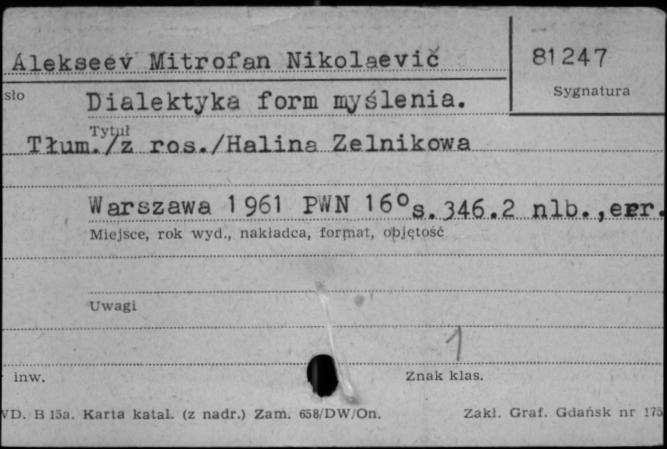 Alekseev Mitrofan Nikolaevič
81247
sło
Sygnatura
Dialektyka form myślenia.
Tytuł
Tłum./z ros./Halina Zelnikowa
Warszawa 1961 PWN 16° s.346.2 nlb.,err.
Miejsce, rok wyd., nakładca, format, objętość
Uwagi
1
inw.
Znak klas.
VD. B 15a. Karta katal. (z nadr.) Zam. 658/DW/On.
Zakł. Graf. Gdańsk nr 175